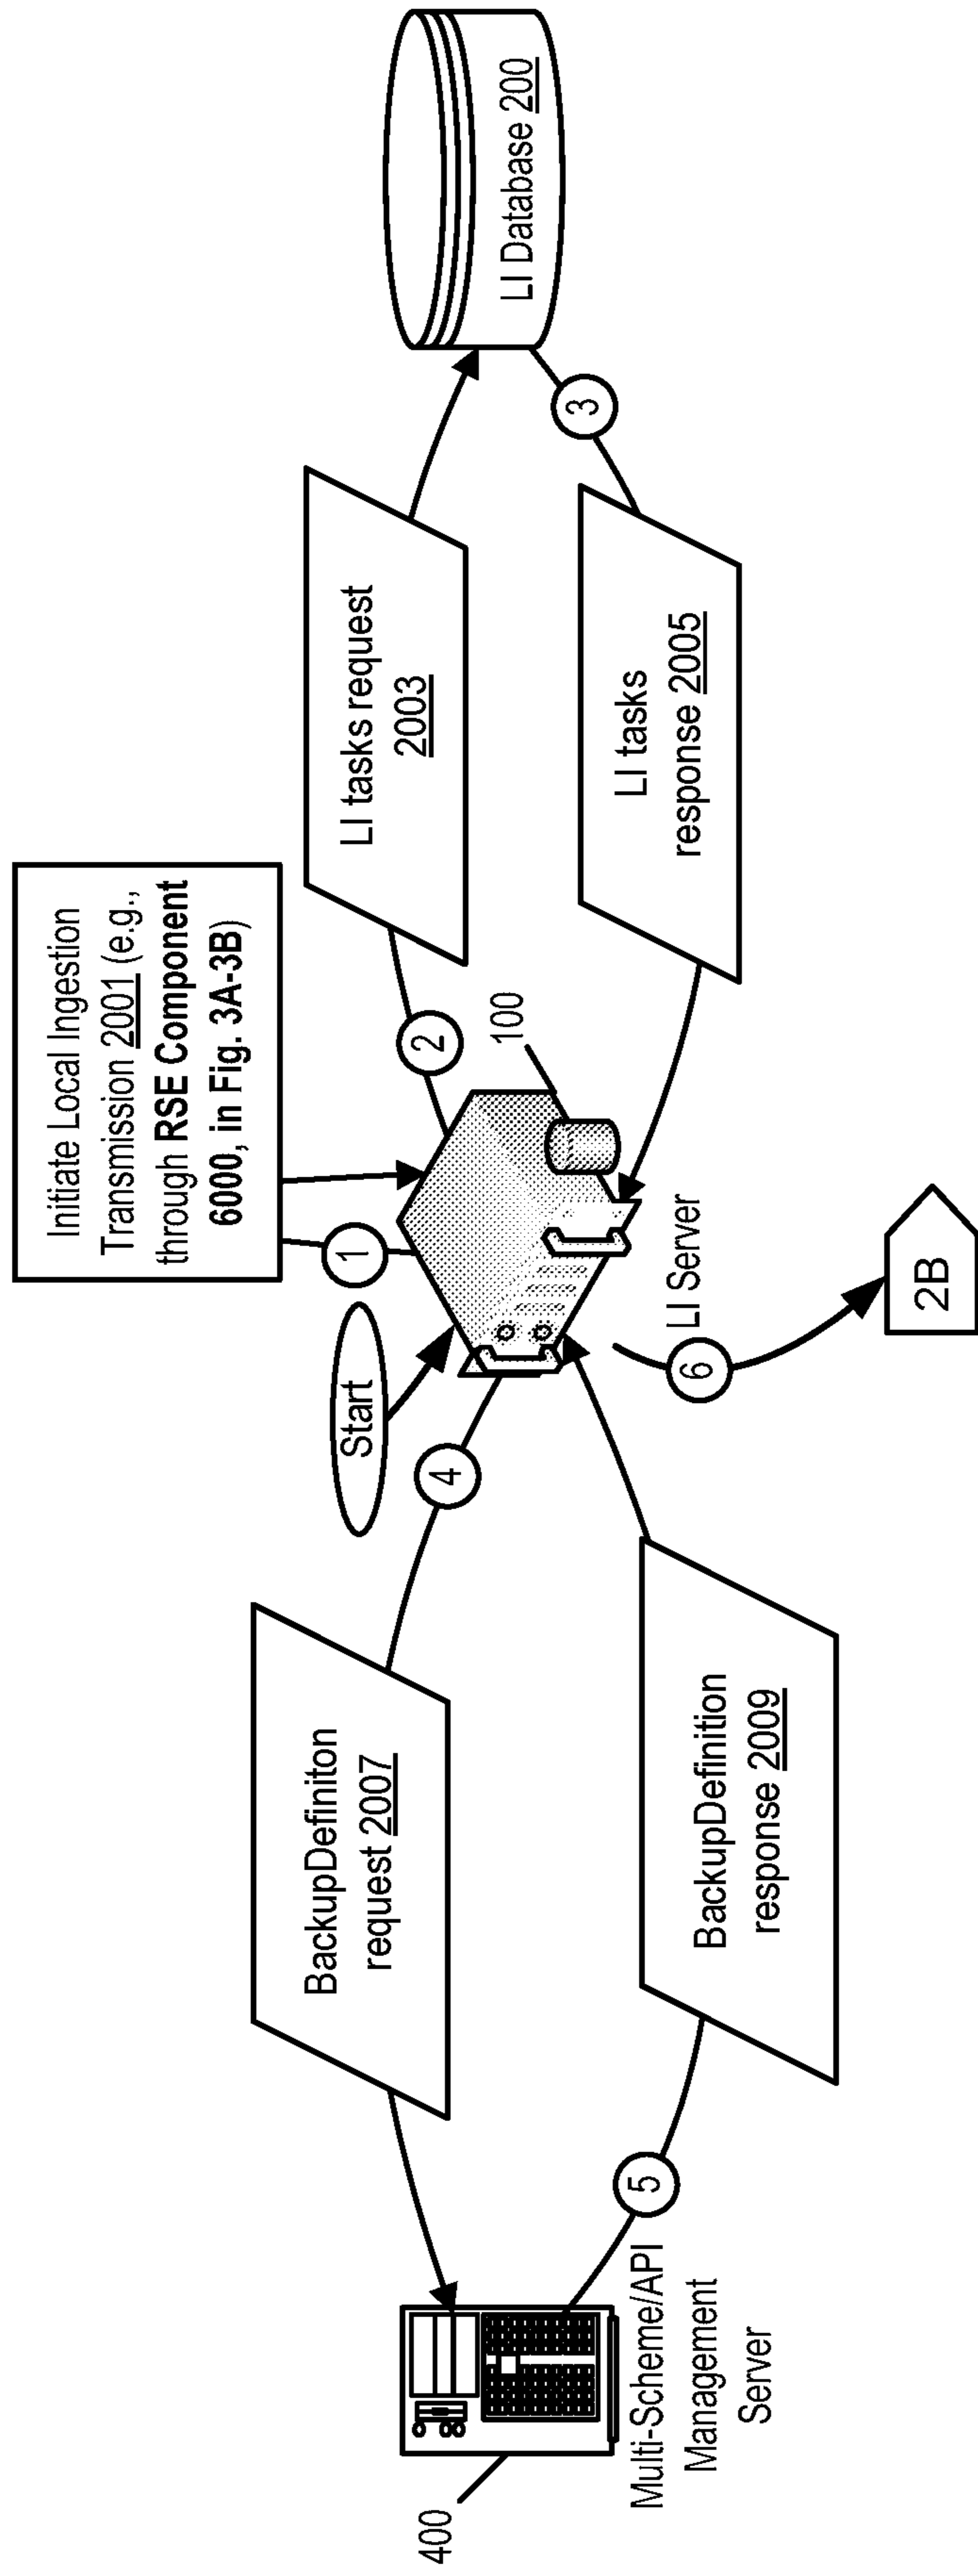 Initiate Local Ingestion
Transmission 2001 (e.g.,
through RSE Component
6000, in Fig. 3A-3B)
Start
1
2
3
4
5
6
LI tasks request
2003
LI Database 200
LI tasks
response 2005
100
LI Server
BackupDefiniton
request 2007
BackupDefinition
response 2009
400
Multi-Scheme/API
Management
Server
2B